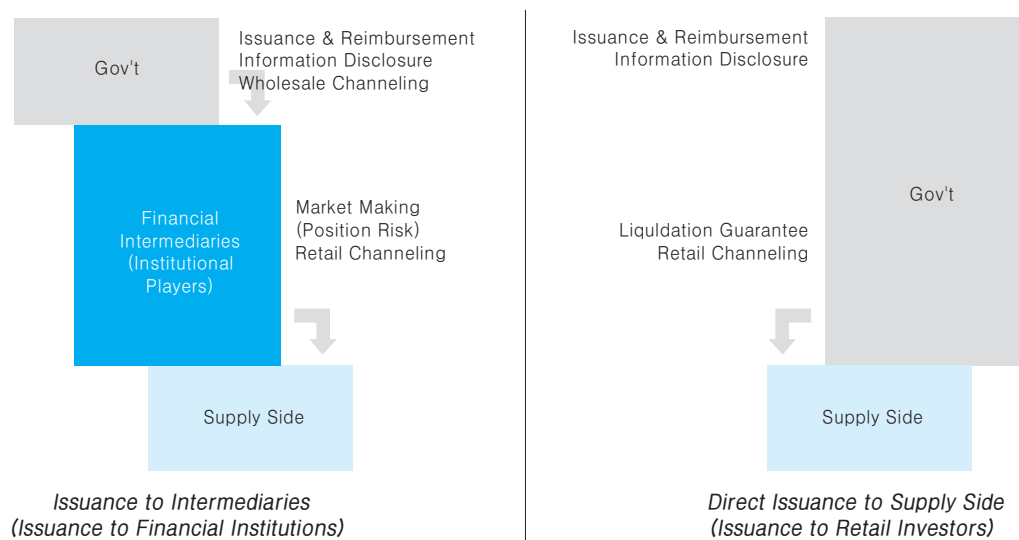 Gov't
Issuance & Reimbursement
Information Disclosure
Wholesale Channeling
Financial
Intermediaries
(Institutional
Players)
Market Making
(Position Risk)
Retail Channeling
Supply Side
Issuance to Intermediaries
(Issuance to Financial Institutions)
Issuance & Reimbursement
Information Disclosure
Gov't
LiquIdation Guarantee
Retail Channeling
Supply Side
Direct Issuance to Supply Side
(Issuance to Retail Investors)